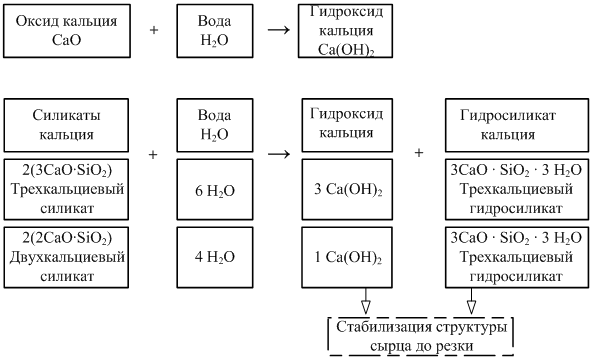 Оксид кальция
CaO
+
Вода
H₂O
→
Гидроксид
кальция
Ca(OH)₂
Силикаты
кальция
+
Вода
H₂O
→
Гидроксид
кальция
+
Гидросиликат
кальция
2(3CaO·SiO₂)
Трехкальциевый
силикат
6 H₂O
3 Ca(OH)₂
3CaO · SiO₂ · 3 H₂O
Трехкальциевый
гидросиликат
2(2CaO·SiO₂)
Двухкальциевый
силикат
4 H₂O
1 Ca(OH)₂
3CaO · SiO₂ · 3 H₂O
Трехкальциевый
гидросиликат
Стабилизация структуры
сырца до резки